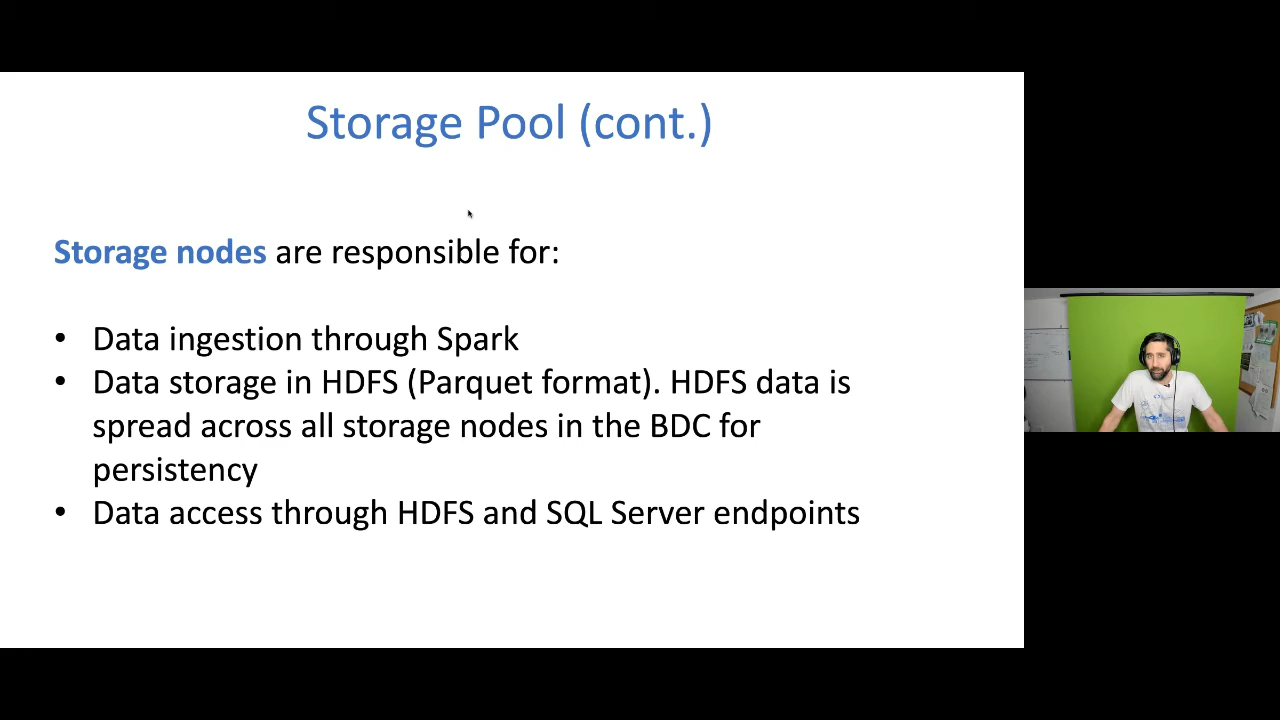 Storage Pool (cont.)
Storage nodes are responsible for:
• Data ingestion through Spark
• Data storage in HDFS (Parquet format). HDFS data is
spread across all storage nodes in the BDC for
persistency
• Data access through HDFS and SQL Server endpoints